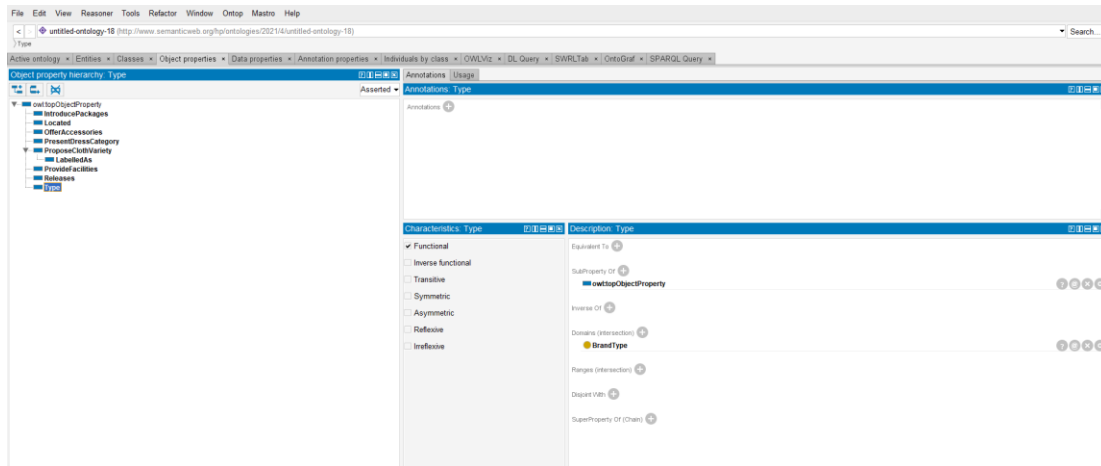 File Edit View Reasoner Tools Refactor Window Ontop Mastro Help
< > untitled-ontology-18 (http://www.semanticweb.org/hp/ontologies/2021/4/untitled-ontology-18) Search...
Type
Active ontology × Entities × Classes × Object properties × Data properties × Annotation properties × Individuals by class × OWLViz × DL Query × SWRLTab × OntoGraf × SPARQL Query ×
Object property hierarchy: Type
Asserted
owl:topObjectProperty
IntroducePackages
Located
OfferAccessories
PresentDressCategory
ProposeClothVariety
LabelledAs
ProvideFacilities
Releases
Type
Annotations Usage
Annotations: Type
Annotations
Characteristics: Type
Functional
Inverse functional
Transitive
Symmetric
Asymmetric
Reflexive
Irreflexive
Description: Type
Equivalent To
SubProperty Of
owl:topObjectProperty
Inverse Of
Domains (intersection)
BrandType
Ranges (intersection)
Disjoint With
SuperProperty Of (Chain)